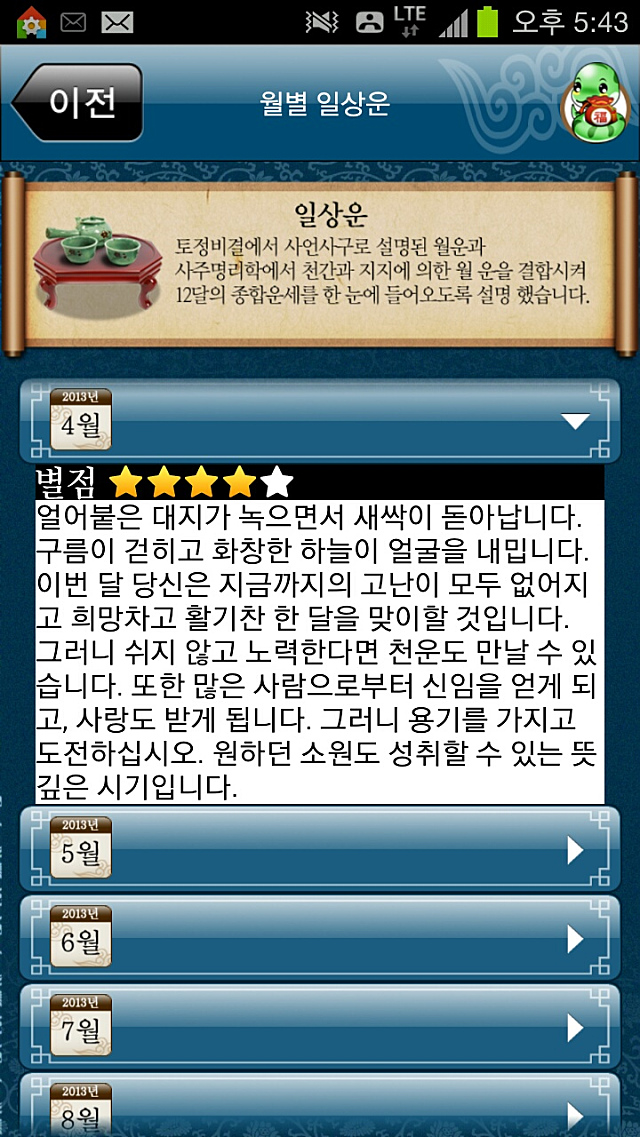 LTE 오후 5:43
이전
월별 일상운
福
일상운
토정비결에서 사언사구로 설명된 월운과
사주명리학에서 천간과 지지에 의한 월 운을 결합시켜
12달의 종합운세를 한 눈에 들어오도록 설명 했습니다.
2013년
4월
별점
얼어붙은 대지가 녹으면서 새싹이 돋아납니다.
구름이 걷히고 화창한 하늘이 얼굴을 내밉니다.
이번 달 당신은 지금까지의 고난이 모두 없어지
고 희망차고 활기찬 한 달을 맞이할 것입니다.
그러니 쉬지 않고 노력한다면 천운도 만날 수 있
습니다. 또한 많은 사람으로부터 신임을 얻게 되
고, 사랑도 받게 됩니다. 그러니 용기를 가지고
도전하십시오. 원하던 소원도 성취할 수 있는 뜻
깊은 시기입니다.
2013년
5월
2013년
6월
2013년
7월
2013년
8월